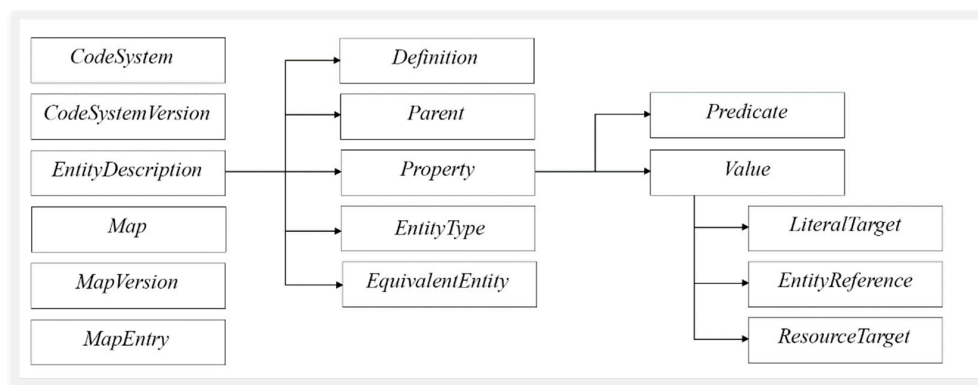 CodeSystem
CodeSystemVersion
EntityDescription
Map
MapVersion
MapEntry
Definition
Parent
Property
EntityType
EquivalentEntity
Predicate
Value
LiteralTarget
EntityReference
ResourceTarget